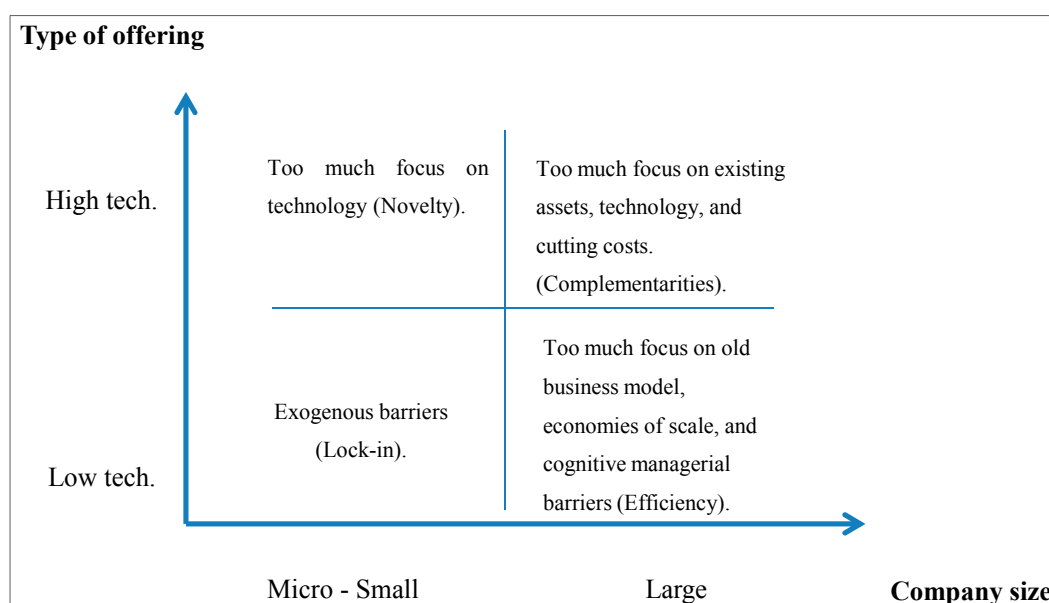 Type of offering
High tech.
Too much focus on
technology (Novelty).
Too much focus on existing
assets, technology, and
cutting costs.
(Complementarities).
Low tech.
Exogenous barriers
(Lock-in).
Too much focus on old
business model,
economies of scale, and
cognitive managerial
barriers (Efficiency).
Micro - Small
Large
Company size